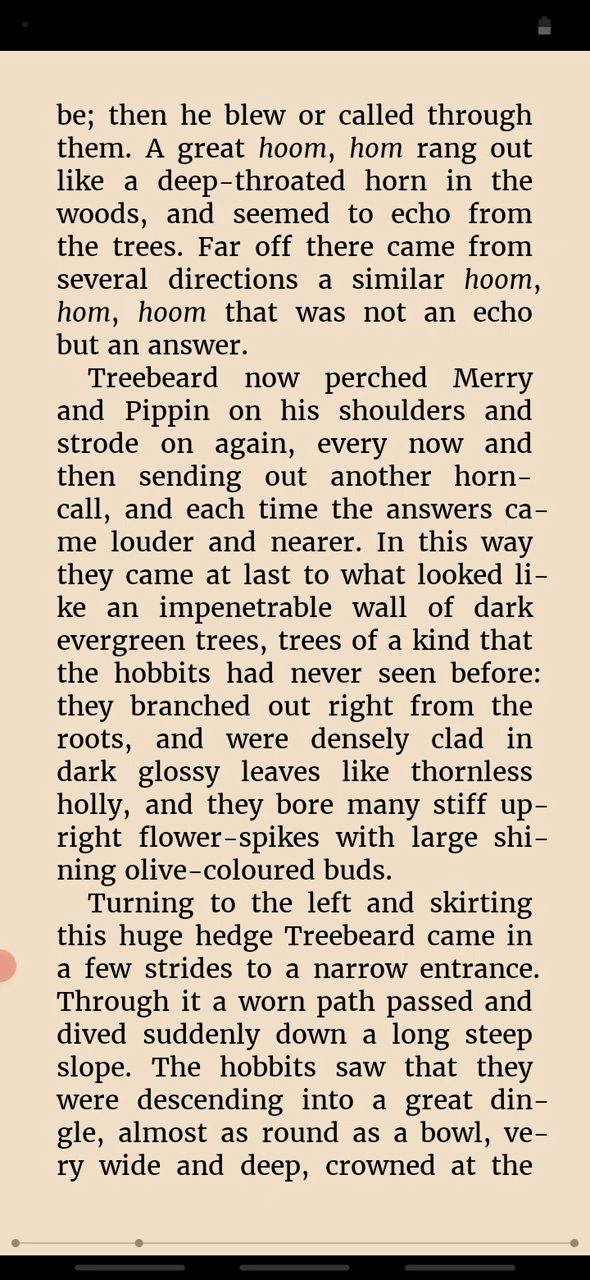 be; then he blew or called through
them. A great hoom, hom rang out
like a deep-throated horn in the
woods, and seemed to echo from
the trees. Far off there came from
several directions a similar hoom,
hom, hoom that was not an echo
but an answer.
Treebeard now perched Merry
and Pippin on his shoulders and
strode on again, every now and
then sending out another horn-
call, and each time the answers ca-
me louder and nearer. In this way
they came at last to what looked li-
ke an impenetrable wall of dark
evergreen trees, trees of a kind that
the hobbits had never seen before:
they branched out right from the
roots, and were densely clad in
dark glossy leaves like thornless
holly, and they bore many stiff up-
right flower-spikes with large shi-
ning olive-coloured buds.
Turning to the left and skirting
this huge hedge Treebeard came in
a few strides to a narrow entrance.
Through it a worn path passed and
dived suddenly down a long steep
slope. The hobbits saw that they
were descending into a great din-
gle, almost as round as a bowl, ve-
ry wide and deep, crowned at the